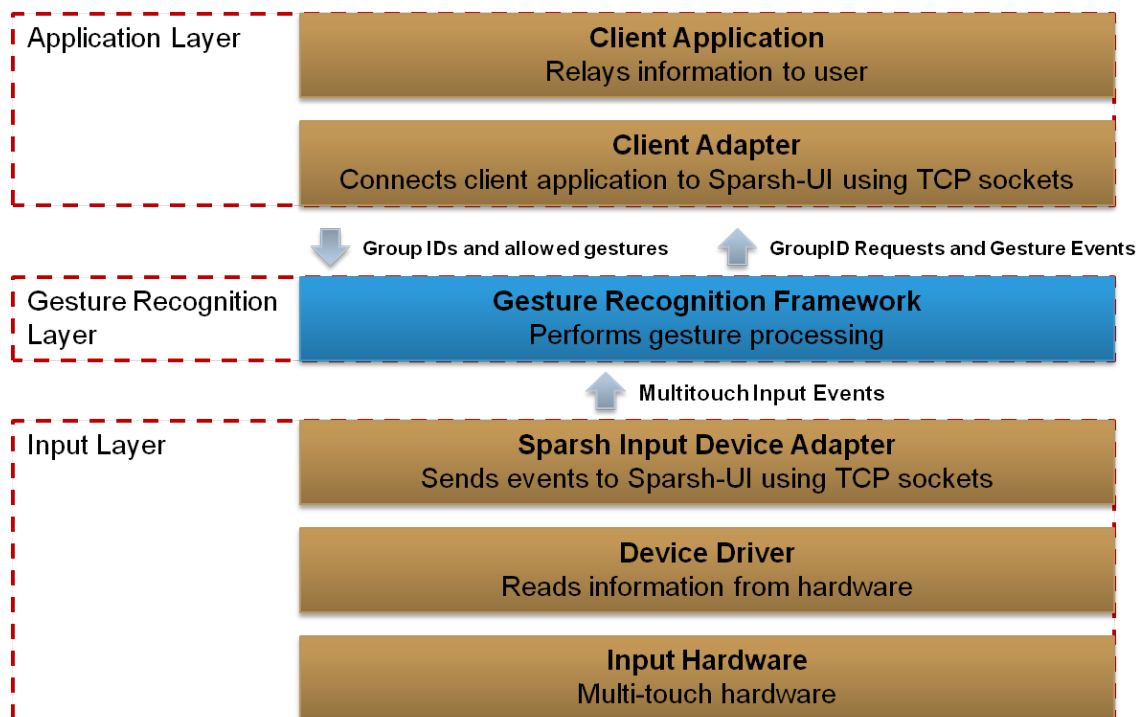 Application Layer
Client Application
Relays information to user
Client Adapter
Connects client application to Sparsh-UI using TCP sockets
Group IDs and allowed gestures
GroupID Requests and Gesture Events
Gesture Recognition
Layer
Gesture Recognition Framework
Performs gesture processing
Multitouch Input Events
Input Layer
Sparsh Input Device Adapter
Sends events to Sparsh-UI using TCP sockets
Device Driver
Reads information from hardware
Input Hardware
Multi-touch hardware